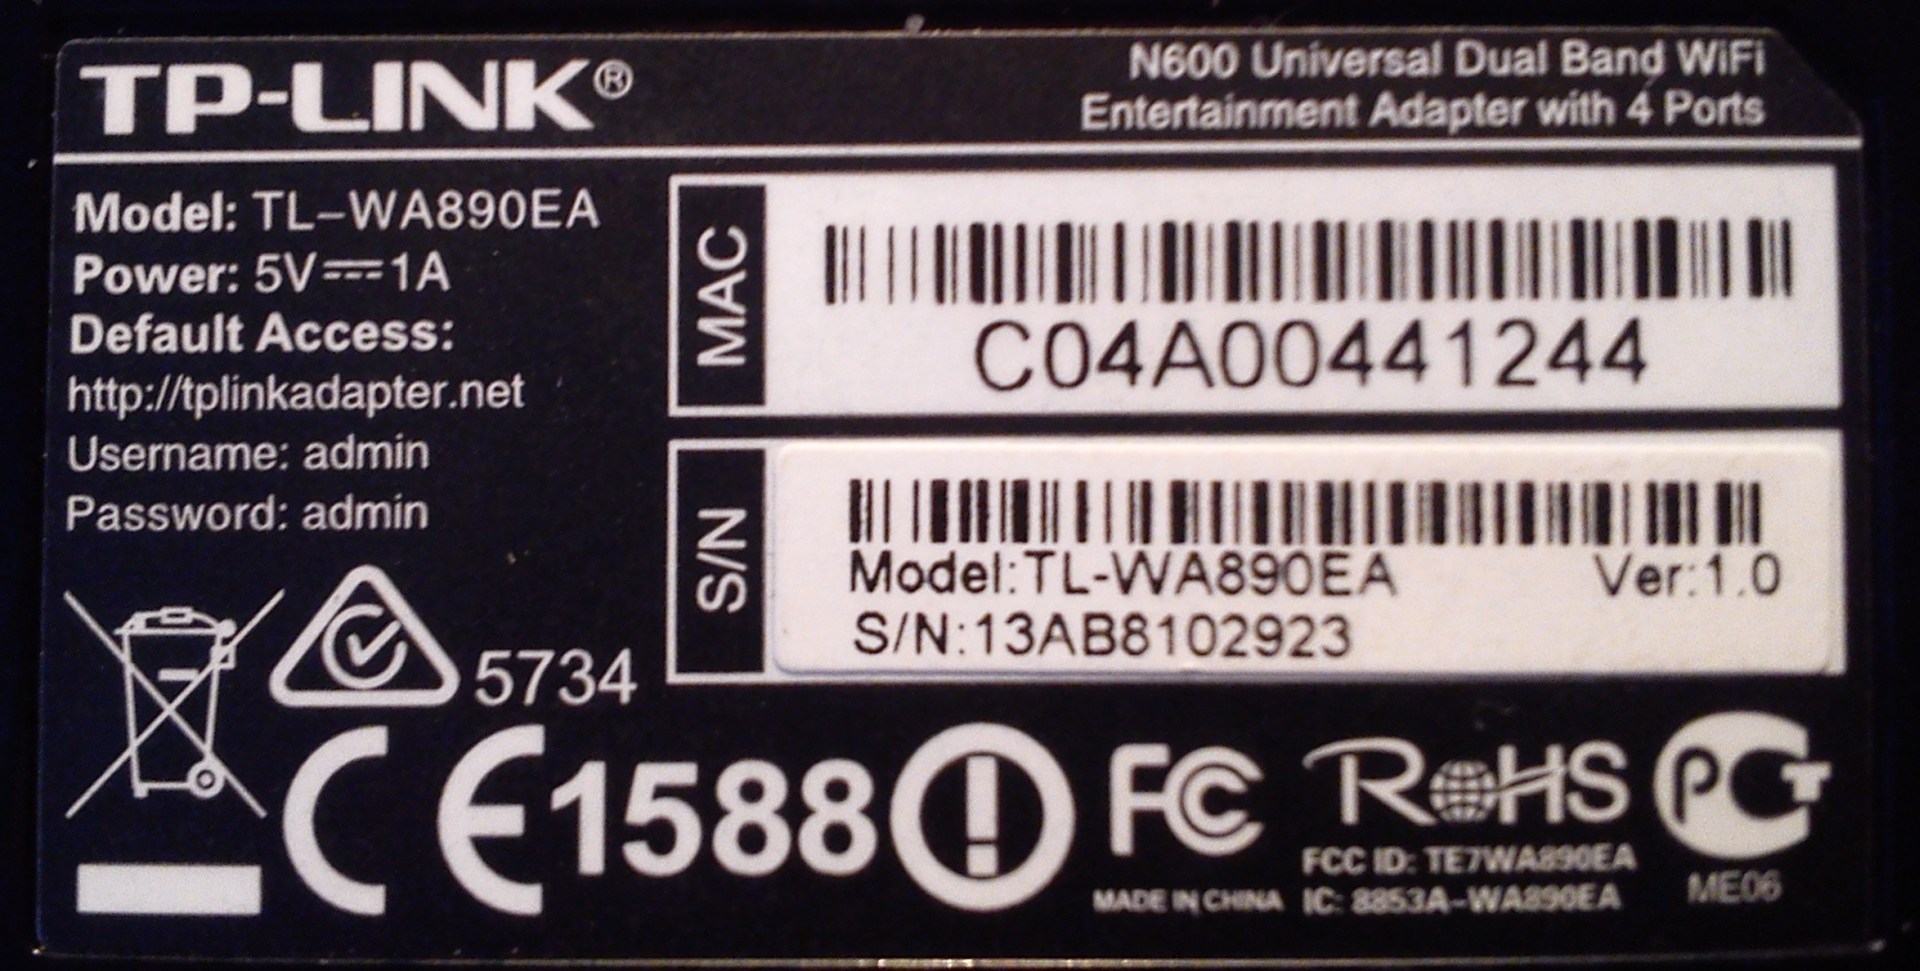 TP-LINK®
N600 Universal Dual Band WiFi
Entertainment Adapter with 4 Ports
Model: TL-WA890EA
Power: 5V⎓1A
Default Access:
http://tplinkadapter.net
Username: admin
Password: admin
MAC
C04A00441244
S/N
Model:TL-WA890EA Ver:1.0
S/N:13AB8102923
5734
CE1588
FC
RoHS
PCT
ME06
MADE IN CHINA
FCC ID: TE7WA890EA
IC: 8853A-WA890EA